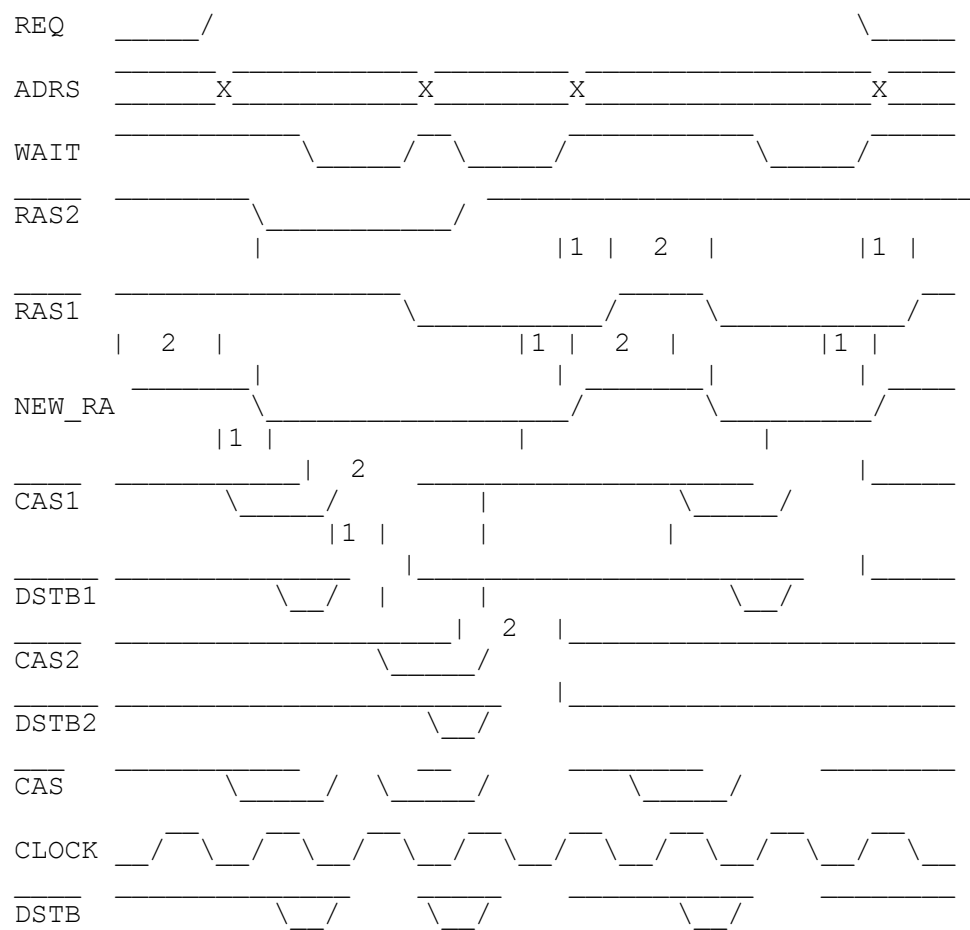 REQ
ADRS X X X X
WAIT
RAS2
1 2 1
RAS1
2 1 2 1
NEW_RA
1
CAS1 2
1
DSTB1
CAS2 2
DSTB2
CAS
CLOCK
DSTB